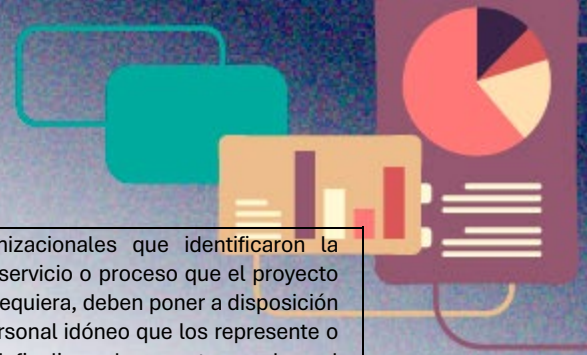 nizacionales que identificaron la
servicio o proceso que el proyecto
equiera, deben poner a disposición
rsonal idóneo que los represente o